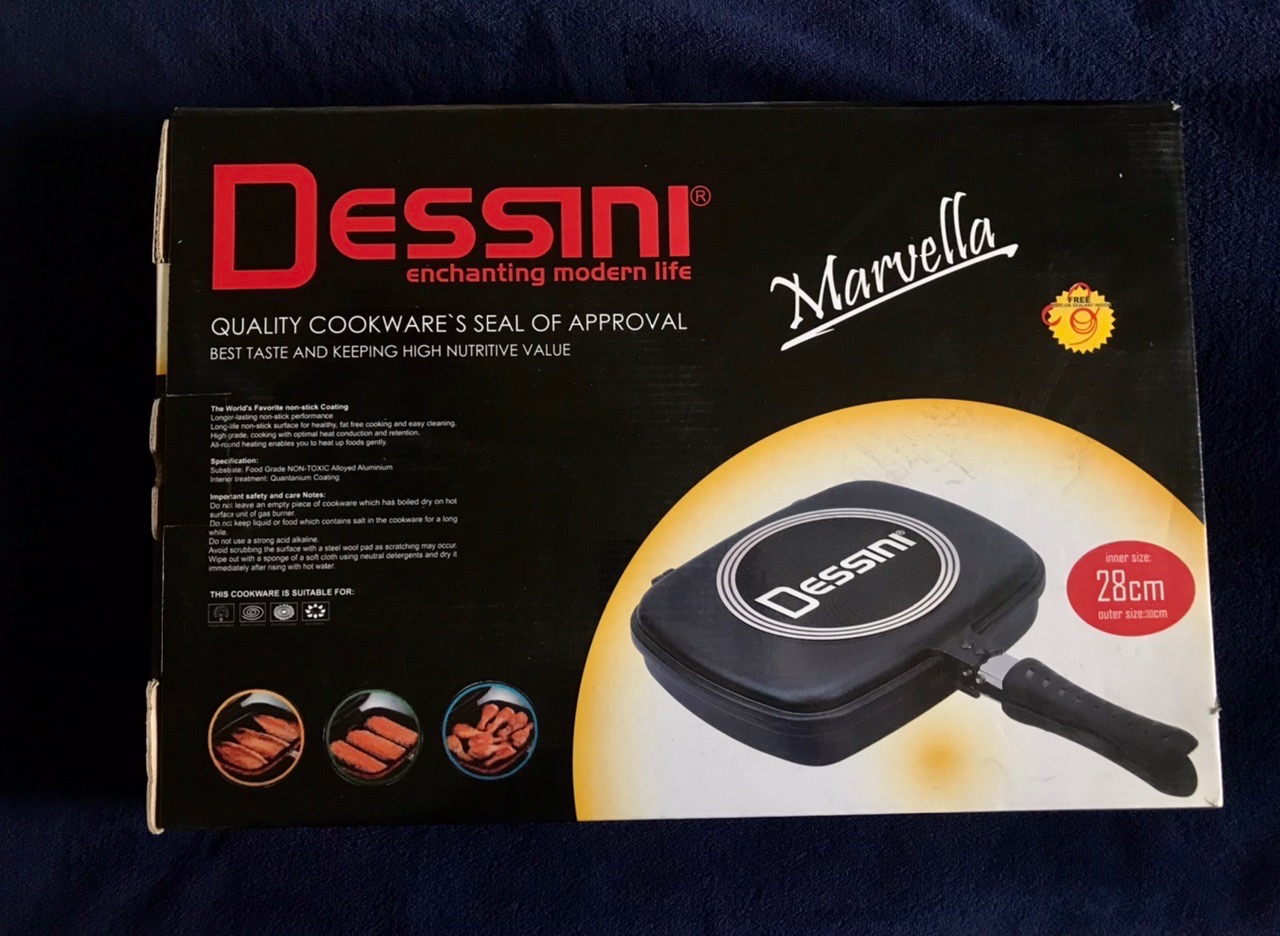 DESSINI®
enchanting modern life
Marvella
FREE
QUALITY COOKWARE`S SEAL OF APPROVAL
BEST TASTE AND KEEPING HIGH NUTRITIVE VALUE
The World's Favorite non-stick Coating
Longer-lasting non-stick performance
Long-life non-stick surface for healthy, fat free cooking and easy cleaning.
High grade, cooking with optimal heat conduction and retention.
All-round heating enables you to heat up foods gently.
Specification:
Substrate: Food Grade NON-TOXIC Alloyed Aluminium
Interior treatment: Quantanium Coating
Important safety and care Notes:
Do not leave an empty piece of cookware which has boiled dry on hot
surface unit of gas burner.
Do not keep liquid or food which contains salt in the cookware for a long
while.
Do not use a strong acid alkaline.
Avoid scrubbing the surface with a steel wool pad as scratching may occur.
Wipe out with a sponge of a soft cloth using neutral detergents and dry it
immediately after rising with hot water.
THIS COOKWARE IS SUITABLE FOR:
DESSINI®
inner size:
28cm
outer size:30cm